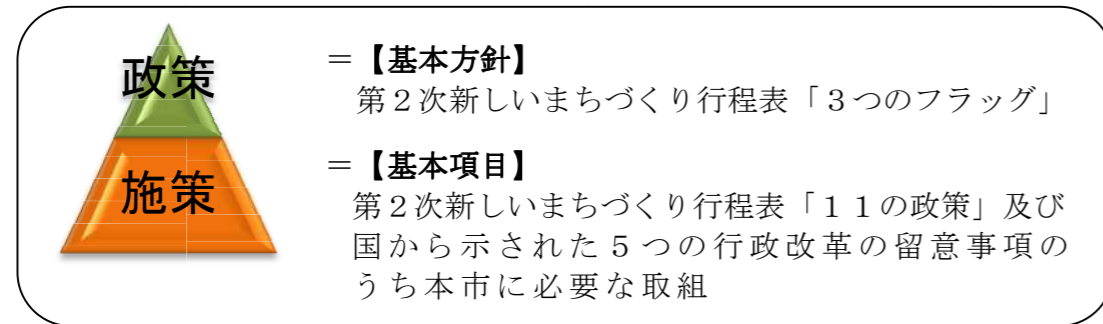 政策
＝【基本方針】
第２次新しいまちづくり行程表「３つのフラッグ」
施策
＝【基本項目】
第２次新しいまちづくり行程表「１１の政策」及び
国から示された５つの行政改革の留意事項の
うち本市に必要な取組